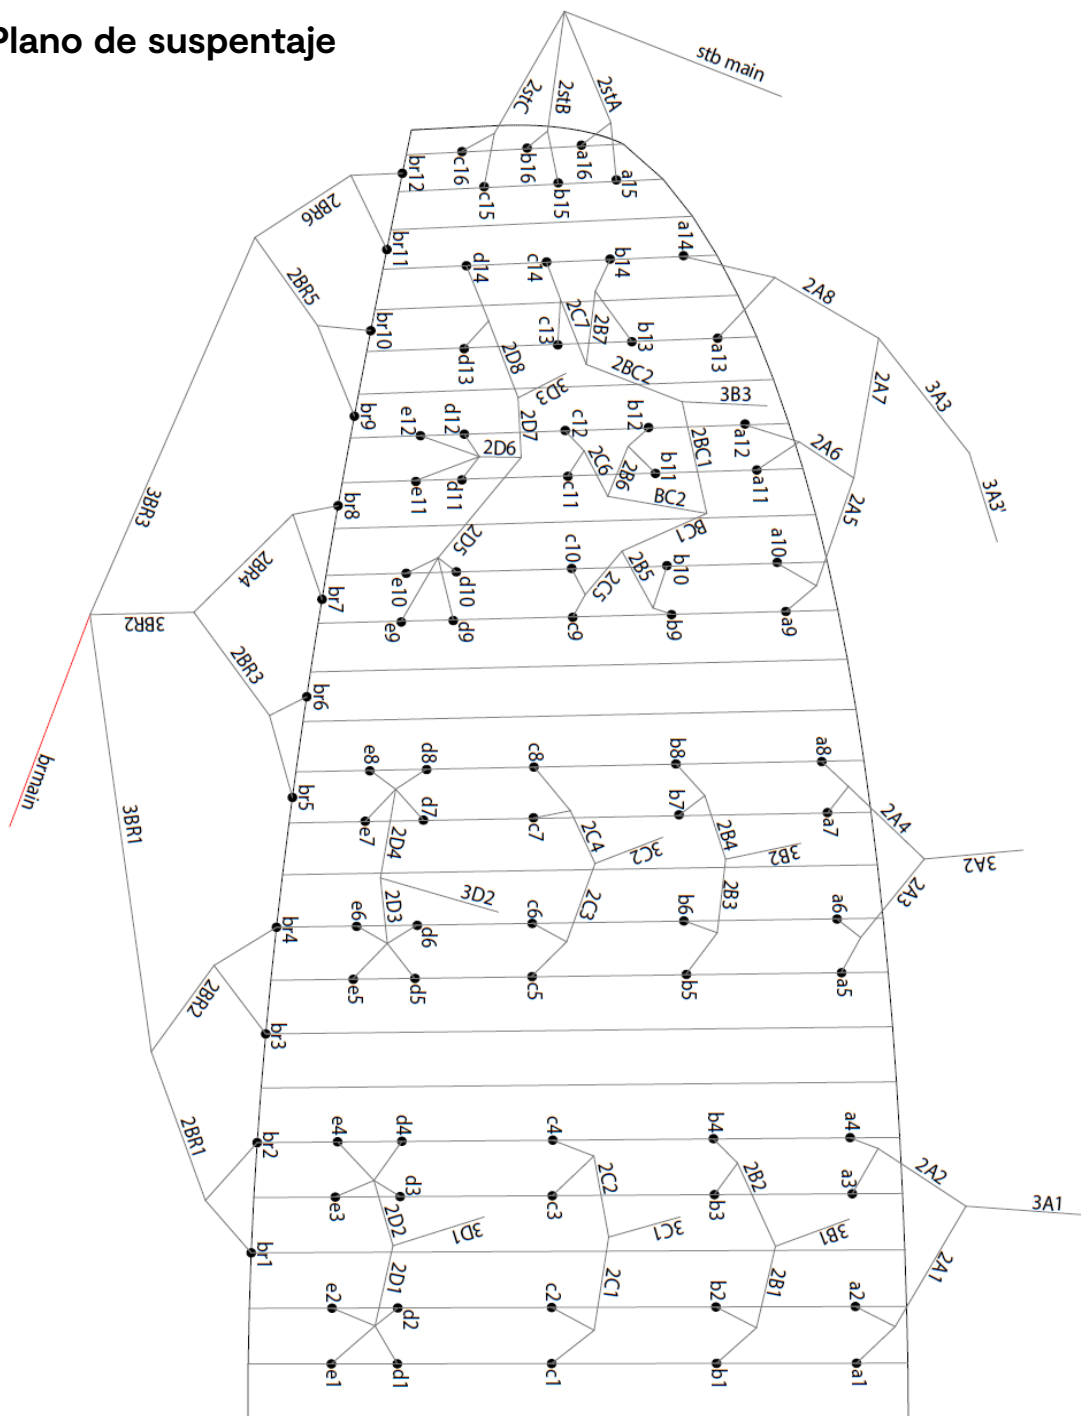 Plano de suspentaje
stb main
2stC
2stB
2stA
c16
b16
a16
a15
br12
c15
b15
2BR6
br11
d14
c14
b14
a14
2A8
2BR5
br10
d13
c13
2C7
2B7
b13
a13
2D8
2BC2
3D3
3B3
2A7
3A3
br9
e12
d12
2D7
c12
b12
2BC1
a12
2A6
2D6
2C6
2B6
b11
a11
e11
d11
c11
BC2
3A3'
3BR3
br8
2D5
BC1
2A5
2BR4
c10
2B5
b10
a10
e10
d10
2C5
br7
e9
d9
c9
b9
a9
3BR2
2BR3
br6
brmain
e8
d8
c8
b8
a8
br5
3BR1
e7
d7
c7
b7
a7
2D4
2C4
2B4
2A4
3C2
3B2
3A2
2D3
3D2
2C3
2B3
2A3
br4
e6
d6
c6
b6
a6
2BR2
e5
d5
c5
b5
a5
br3
2BR1
br2
e4
d4
c4
b4
a4
2C2
2B2
2A2
e3
d3
c3
b3
a3
2D2
3D1
3C1
3B1
3A1
br1
2D1
2C1
2B1
2A1
e2
d2
c2
b2
a2
e1
d1
c1
b1
a1